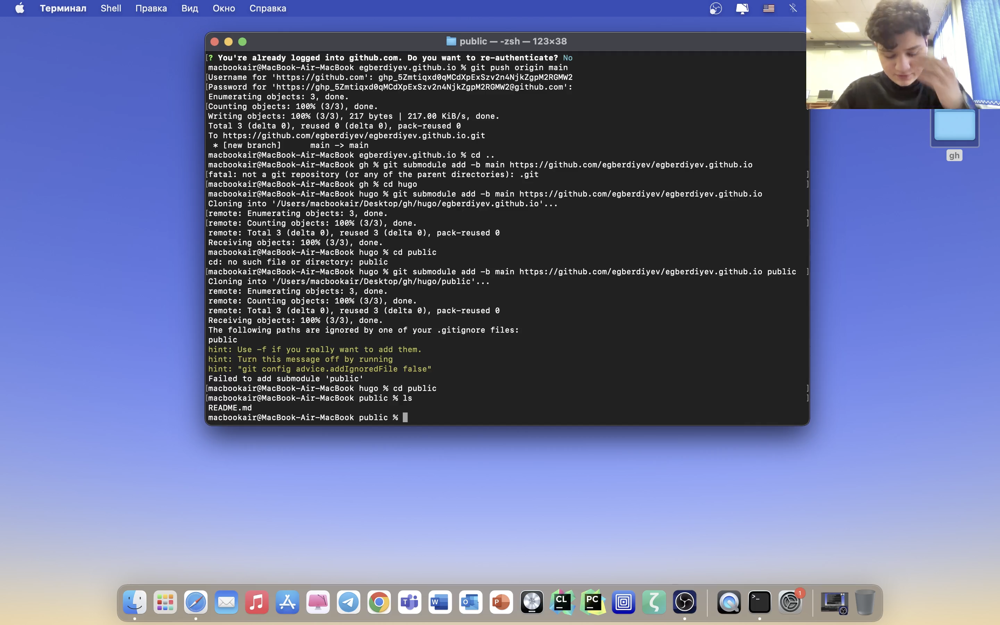 Терминал Shell Правка Вид Окно Справка
public — -zsh — 123×38
? You're already logged into github.com. Do you want to re-authenticate? No
macbookair@MacBook-Air-MacBook egberdiyev.github.io % git push origin main
Username for 'https://github.com': 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
Password for 'https://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@github.com':
Enumerating objects: 3, done.
Counting objects: 100% (3/3), done.
Writing objects: 100% (3/3), 217 bytes | 217.00 KiB/s, done.
Total 3 (delta 0), reused 0 (delta 0), pack-reused 0
To https://github.com/egberdiyev/egberdiyev.github.io.git
* [new branch] main -> main
macbookair@MacBook-Air-MacBook egberdiyev.github.io % cd ..
macbookair@MacBook-Air-MacBook gh % git submodule add -b main https://github.com/egberdiyev/egberdiyev.github.io
fatal: not a git repository (or any of the parent directories): .git
macbookair@MacBook-Air-MacBook gh % cd hugo
macbookair@MacBook-Air-MacBook hugo % git submodule add -b main https://github.com/egberdiyev/egberdiyev.github.io
Cloning into '/Users/macbookair/Desktop/gh/hugo/egberdiyev.github.io'...
remote: Enumerating objects: 3, done.
remote: Counting objects: 100% (3/3), done.
remote: Total 3 (delta 0), reused 3 (delta 0), pack-reused 0
Receiving objects: 100% (3/3), done.
macbookair@MacBook-Air-MacBook hugo % cd public
cd: no such file or directory: public
macbookair@MacBook-Air-MacBook hugo % git submodule add -b main https://github.com/egberdiyev/egberdiyev.github.io public
Cloning into '/Users/macbookair/Desktop/gh/hugo/public'...
remote: Enumerating objects: 3, done.
remote: Counting objects: 100% (3/3), done.
remote: Total 3 (delta 0), reused 3 (delta 0), pack-reused 0
Receiving objects: 100% (3/3), done.
The following paths are ignored by one of your .gitignore files:
public
hint: Use -f if you really want to add them.
hint: Turn this message off by running
hint: "git config advice.addIgnoredFile false"
Failed to add submodule 'public'
macbookair@MacBook-Air-MacBook hugo % cd public
macbookair@MacBook-Air-MacBook public % ls
README.md
macbookair@MacBook-Air-MacBook public %
gh
T W O P CL PC >_ 1